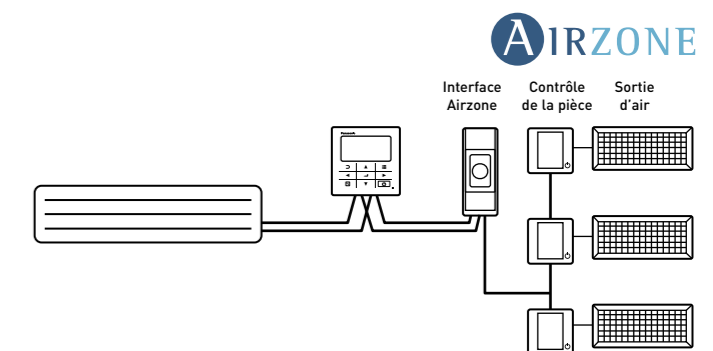 AIRZONE
Interface
Airzone
Contrôle
de la pièce
Sortie
d'air
Panasonic